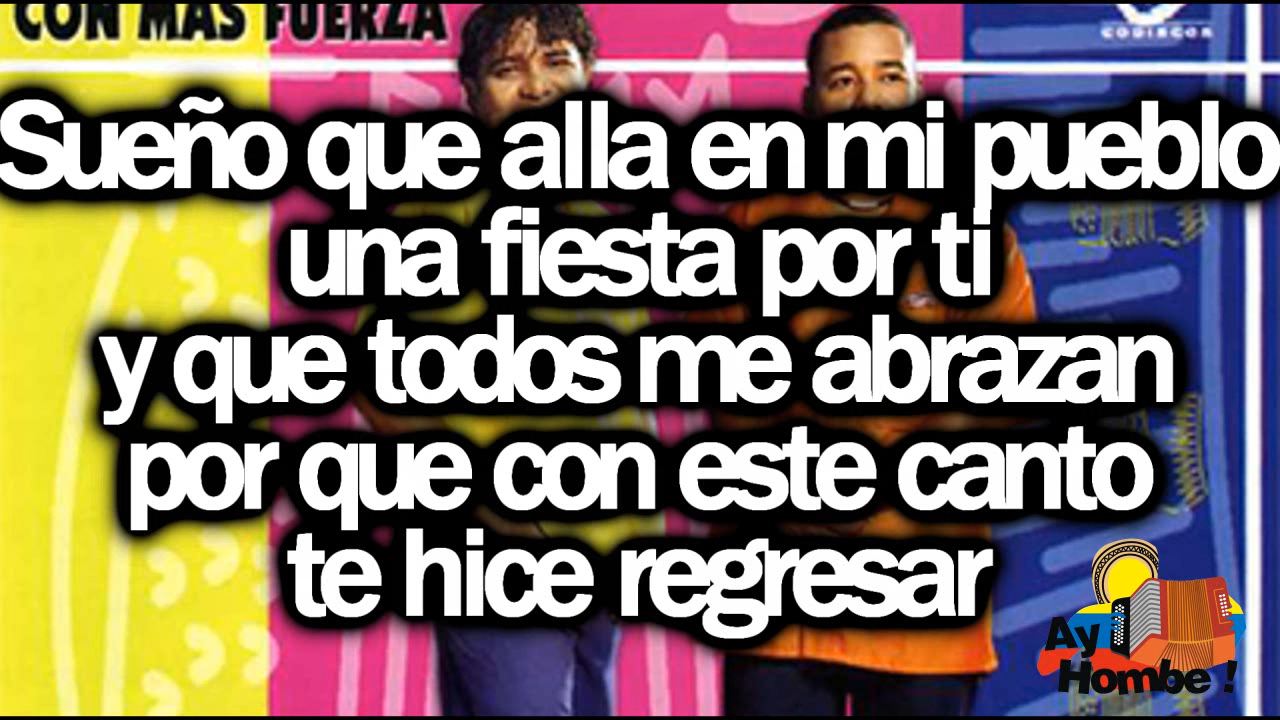 CON MAS FUERZA
CODISCOS
Sueño que alla en mi pueblo
una fiesta por ti
y que todos me abrazan
por que con este canto
te hice regresar
Ay
Hombe !